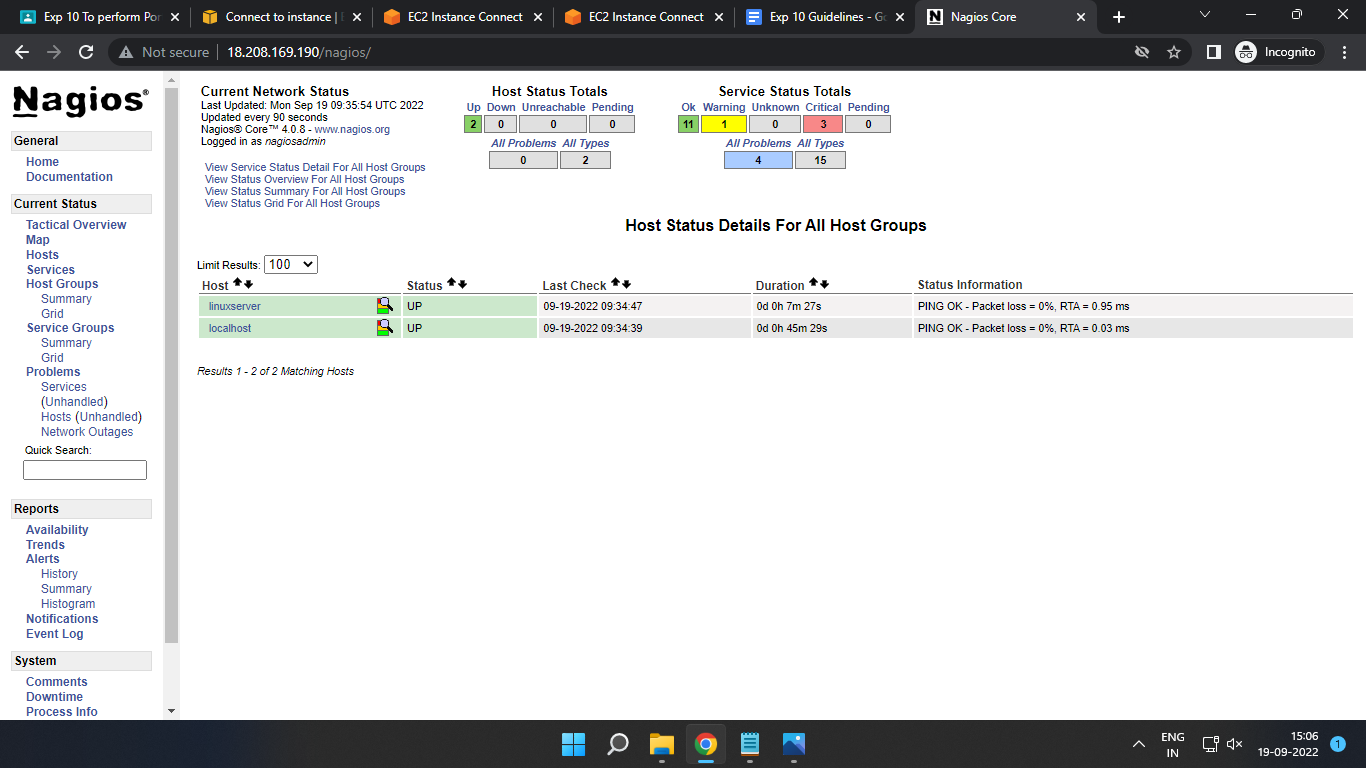 Exp 10 To perform Por
Connect to instance | E
EC2 Instance Connect
EC2 Instance Connect
Exp 10 Guidelines - Go
Nagios Core
Not secure
18.208.169.190/nagios/
Incognito
Nagios®
General
Home
Documentation
Current Status
Tactical Overview
Map
Hosts
Services
Host Groups
Summary
Grid
Service Groups
Summary
Grid
Problems
Services
(Unhandled)
Hosts (Unhandled)
Network Outages
Quick Search:
Reports
Availability
Trends
Alerts
History
Summary
Histogram
Notifications
Event Log
System
Comments
Downtime
Process Info
Current Network Status
Last Updated: Mon Sep 19 09:35:54 UTC 2022
Updated every 90 seconds
Nagios® Core™ 4.0.8 - www.nagios.org
Logged in as nagiosadmin
View Service Status Detail For All Host Groups
View Status Overview For All Host Groups
View Status Summary For All Host Groups
View Status Grid For All Host Groups
Host Status Totals
Up Down Unreachable Pending
2 0 0 0
All Problems All Types
0 2
Service Status Totals
Ok Warning Unknown Critical Pending
11 1 0 3 0
All Problems All Types
4 15
Host Status Details For All Host Groups
Limit Results: 100
Host Status Last Check Duration Status Information
linuxserver UP 09-19-2022 09:34:47 0d 0h 7m 27s PING OK - Packet loss = 0%, RTA = 0.95 ms
localhost UP 09-19-2022 09:34:39 0d 0h 45m 29s PING OK - Packet loss = 0%, RTA = 0.03 ms
Results 1 - 2 of 2 Matching Hosts
ENG
IN
15:06
19-09-2022
1